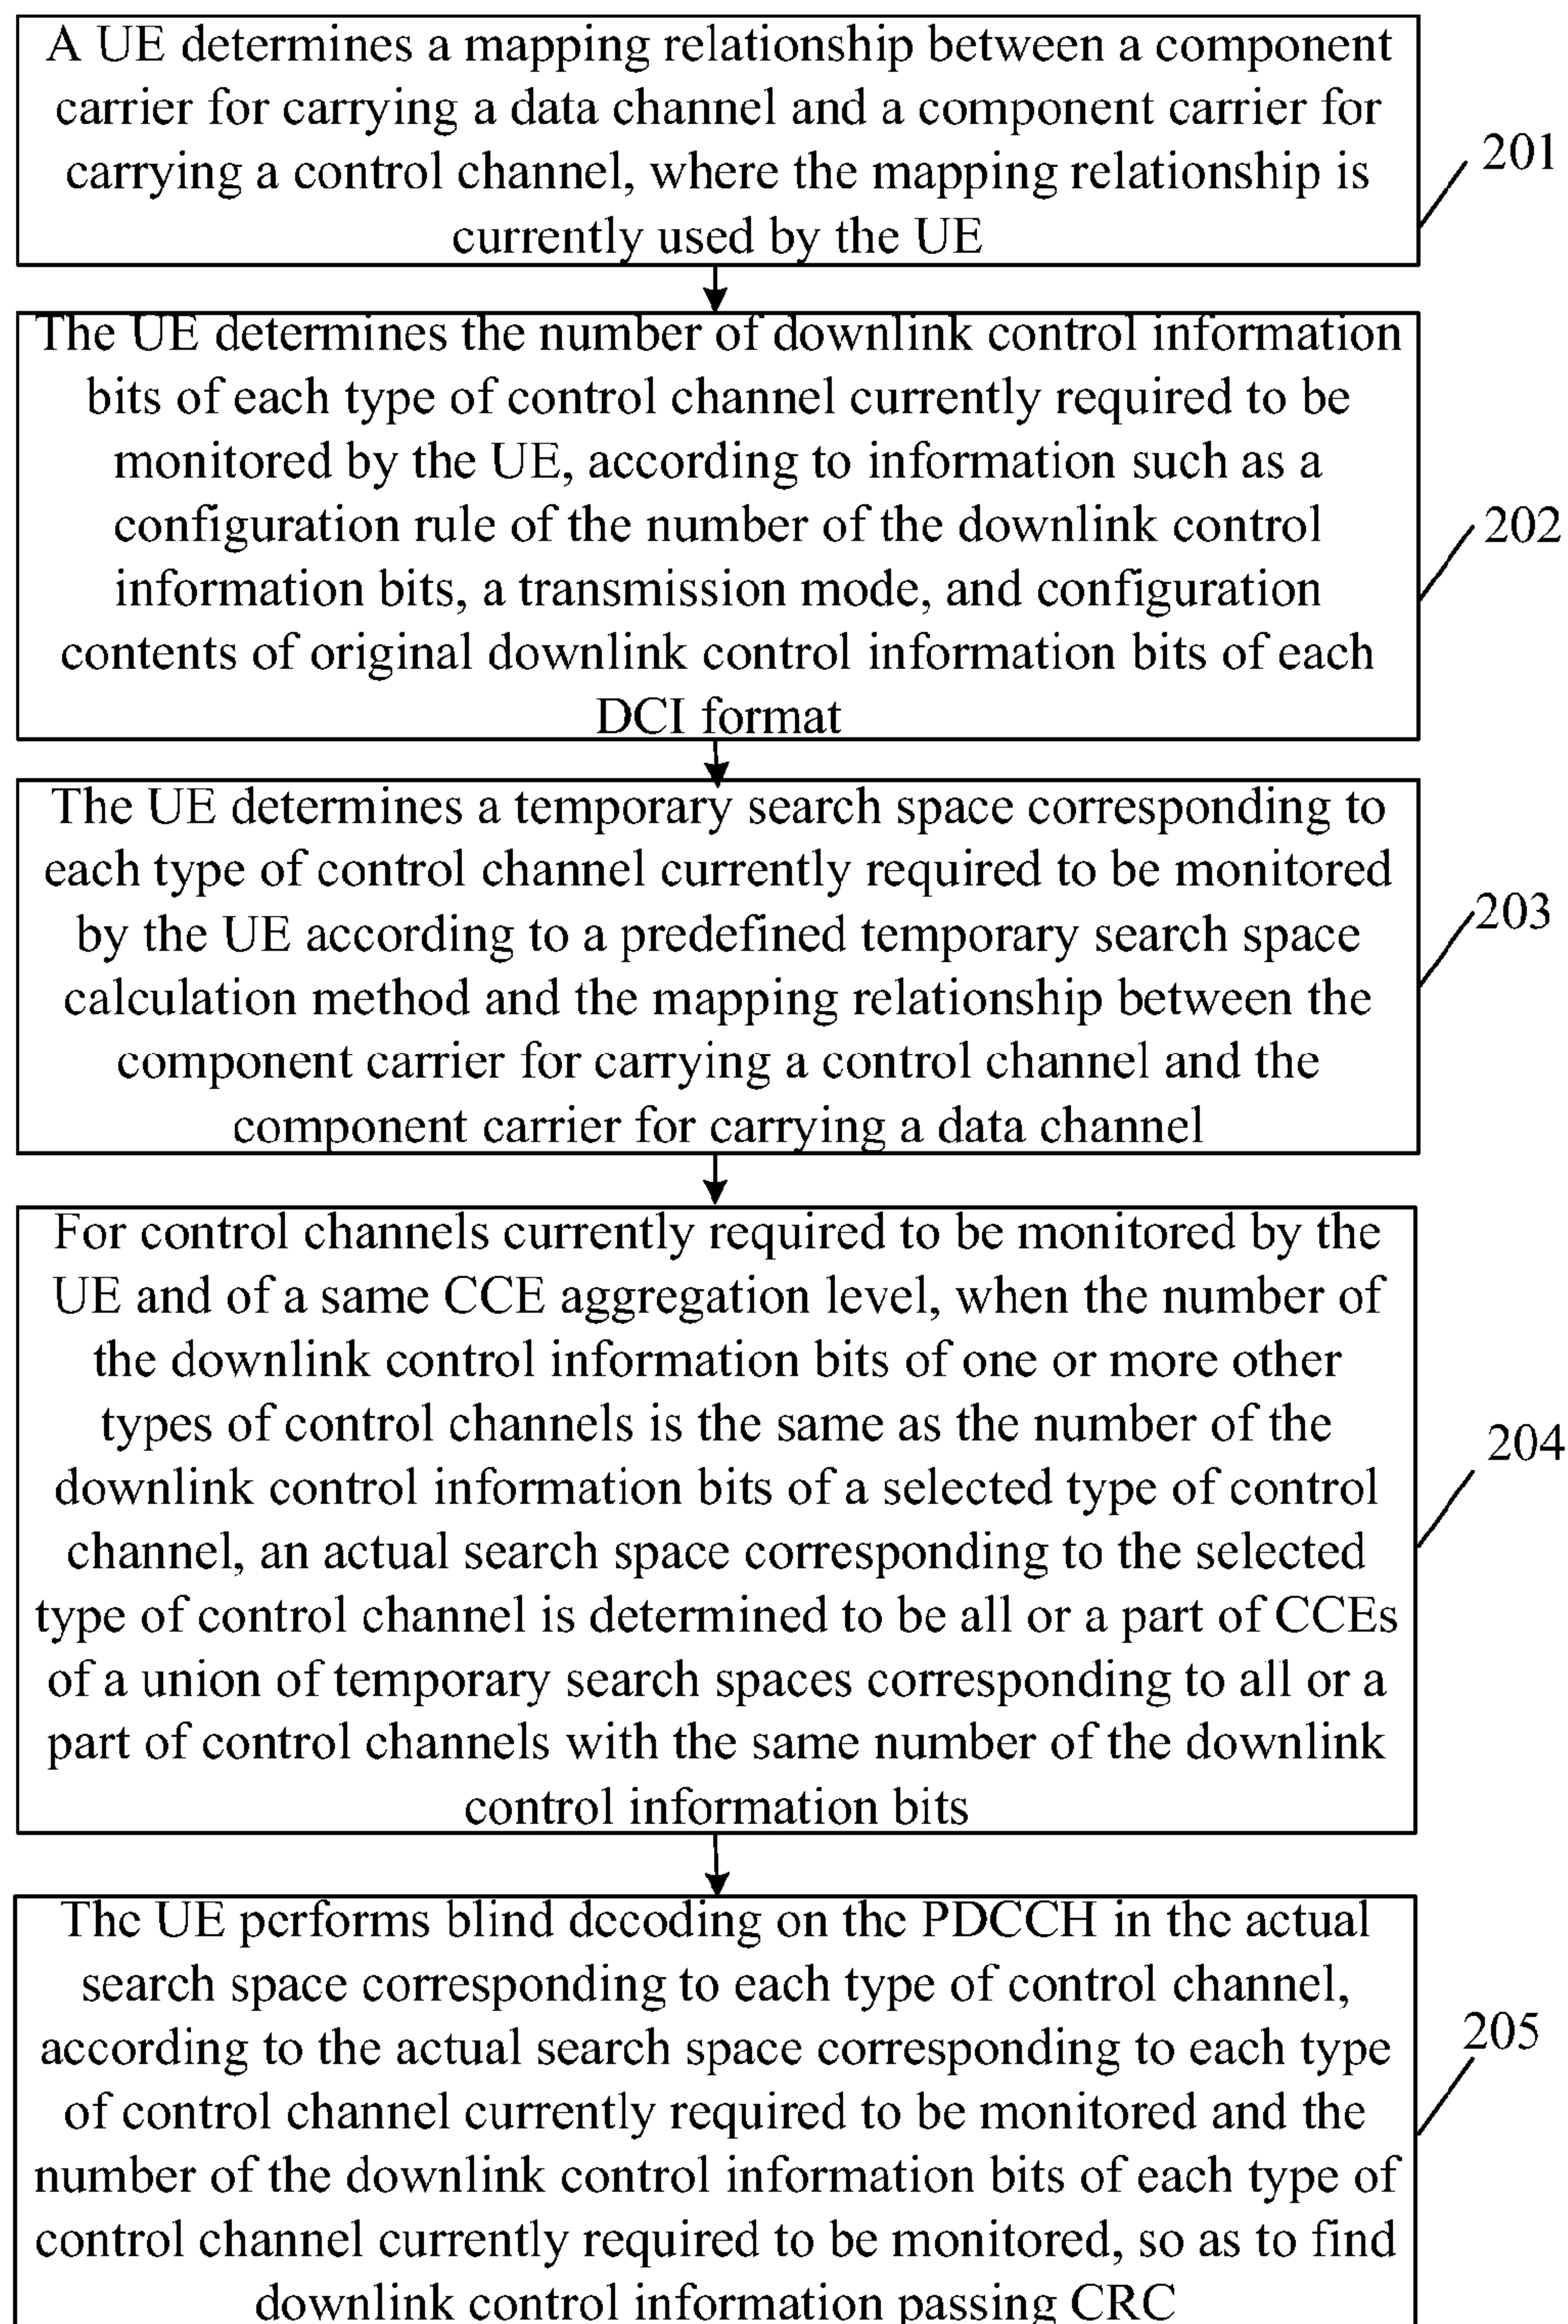 A UE determines a mapping relationship between a component
carrier for carrying a data channel and a component carrier for
carrying a control channel, where the mapping relationship is
currently used by the UE
201
The UE determines the number of downlink control information
bits of each type of control channel currently required to be
monitored by the UE, according to information such as a
configuration rule of the number of the downlink control
information bits, a transmission mode, and configuration
contents of original downlink control information bits of each
DCI format
202
The UE determines a temporary search space corresponding to
each type of control channel currently required to be monitored
by the UE according to a predefined temporary search space
calculation method and the mapping relationship between the
component carrier for carrying a control channel and the
component carrier for carrying a data channel
203
For control channels currently required to be monitored by the
UE and of a same CCE aggregation level, when the number of
the downlink control information bits of one or more other
types of control channels is the same as the number of the
downlink control information bits of a selected type of control
channel, an actual search space corresponding to the selected
type of control channel is determined to be all or a part of CCEs
of a union of temporary search spaces corresponding to all or a
part of control channels with the same number of the downlink
control information bits
204
The UE performs blind decoding on the PDCCH in the actual
search space corresponding to each type of control channel,
according to the actual search space corresponding to each type
of control channel currently required to be monitored and the
number of the downlink control information bits of each type of
control channel currently required to be monitored, so as to find
downlink control information passing CRC
205